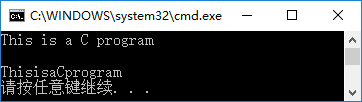 C:\WINDOWS\system32\cmd.exe
This is a C program
ThisisaCprogram
请按任意键继续. . .